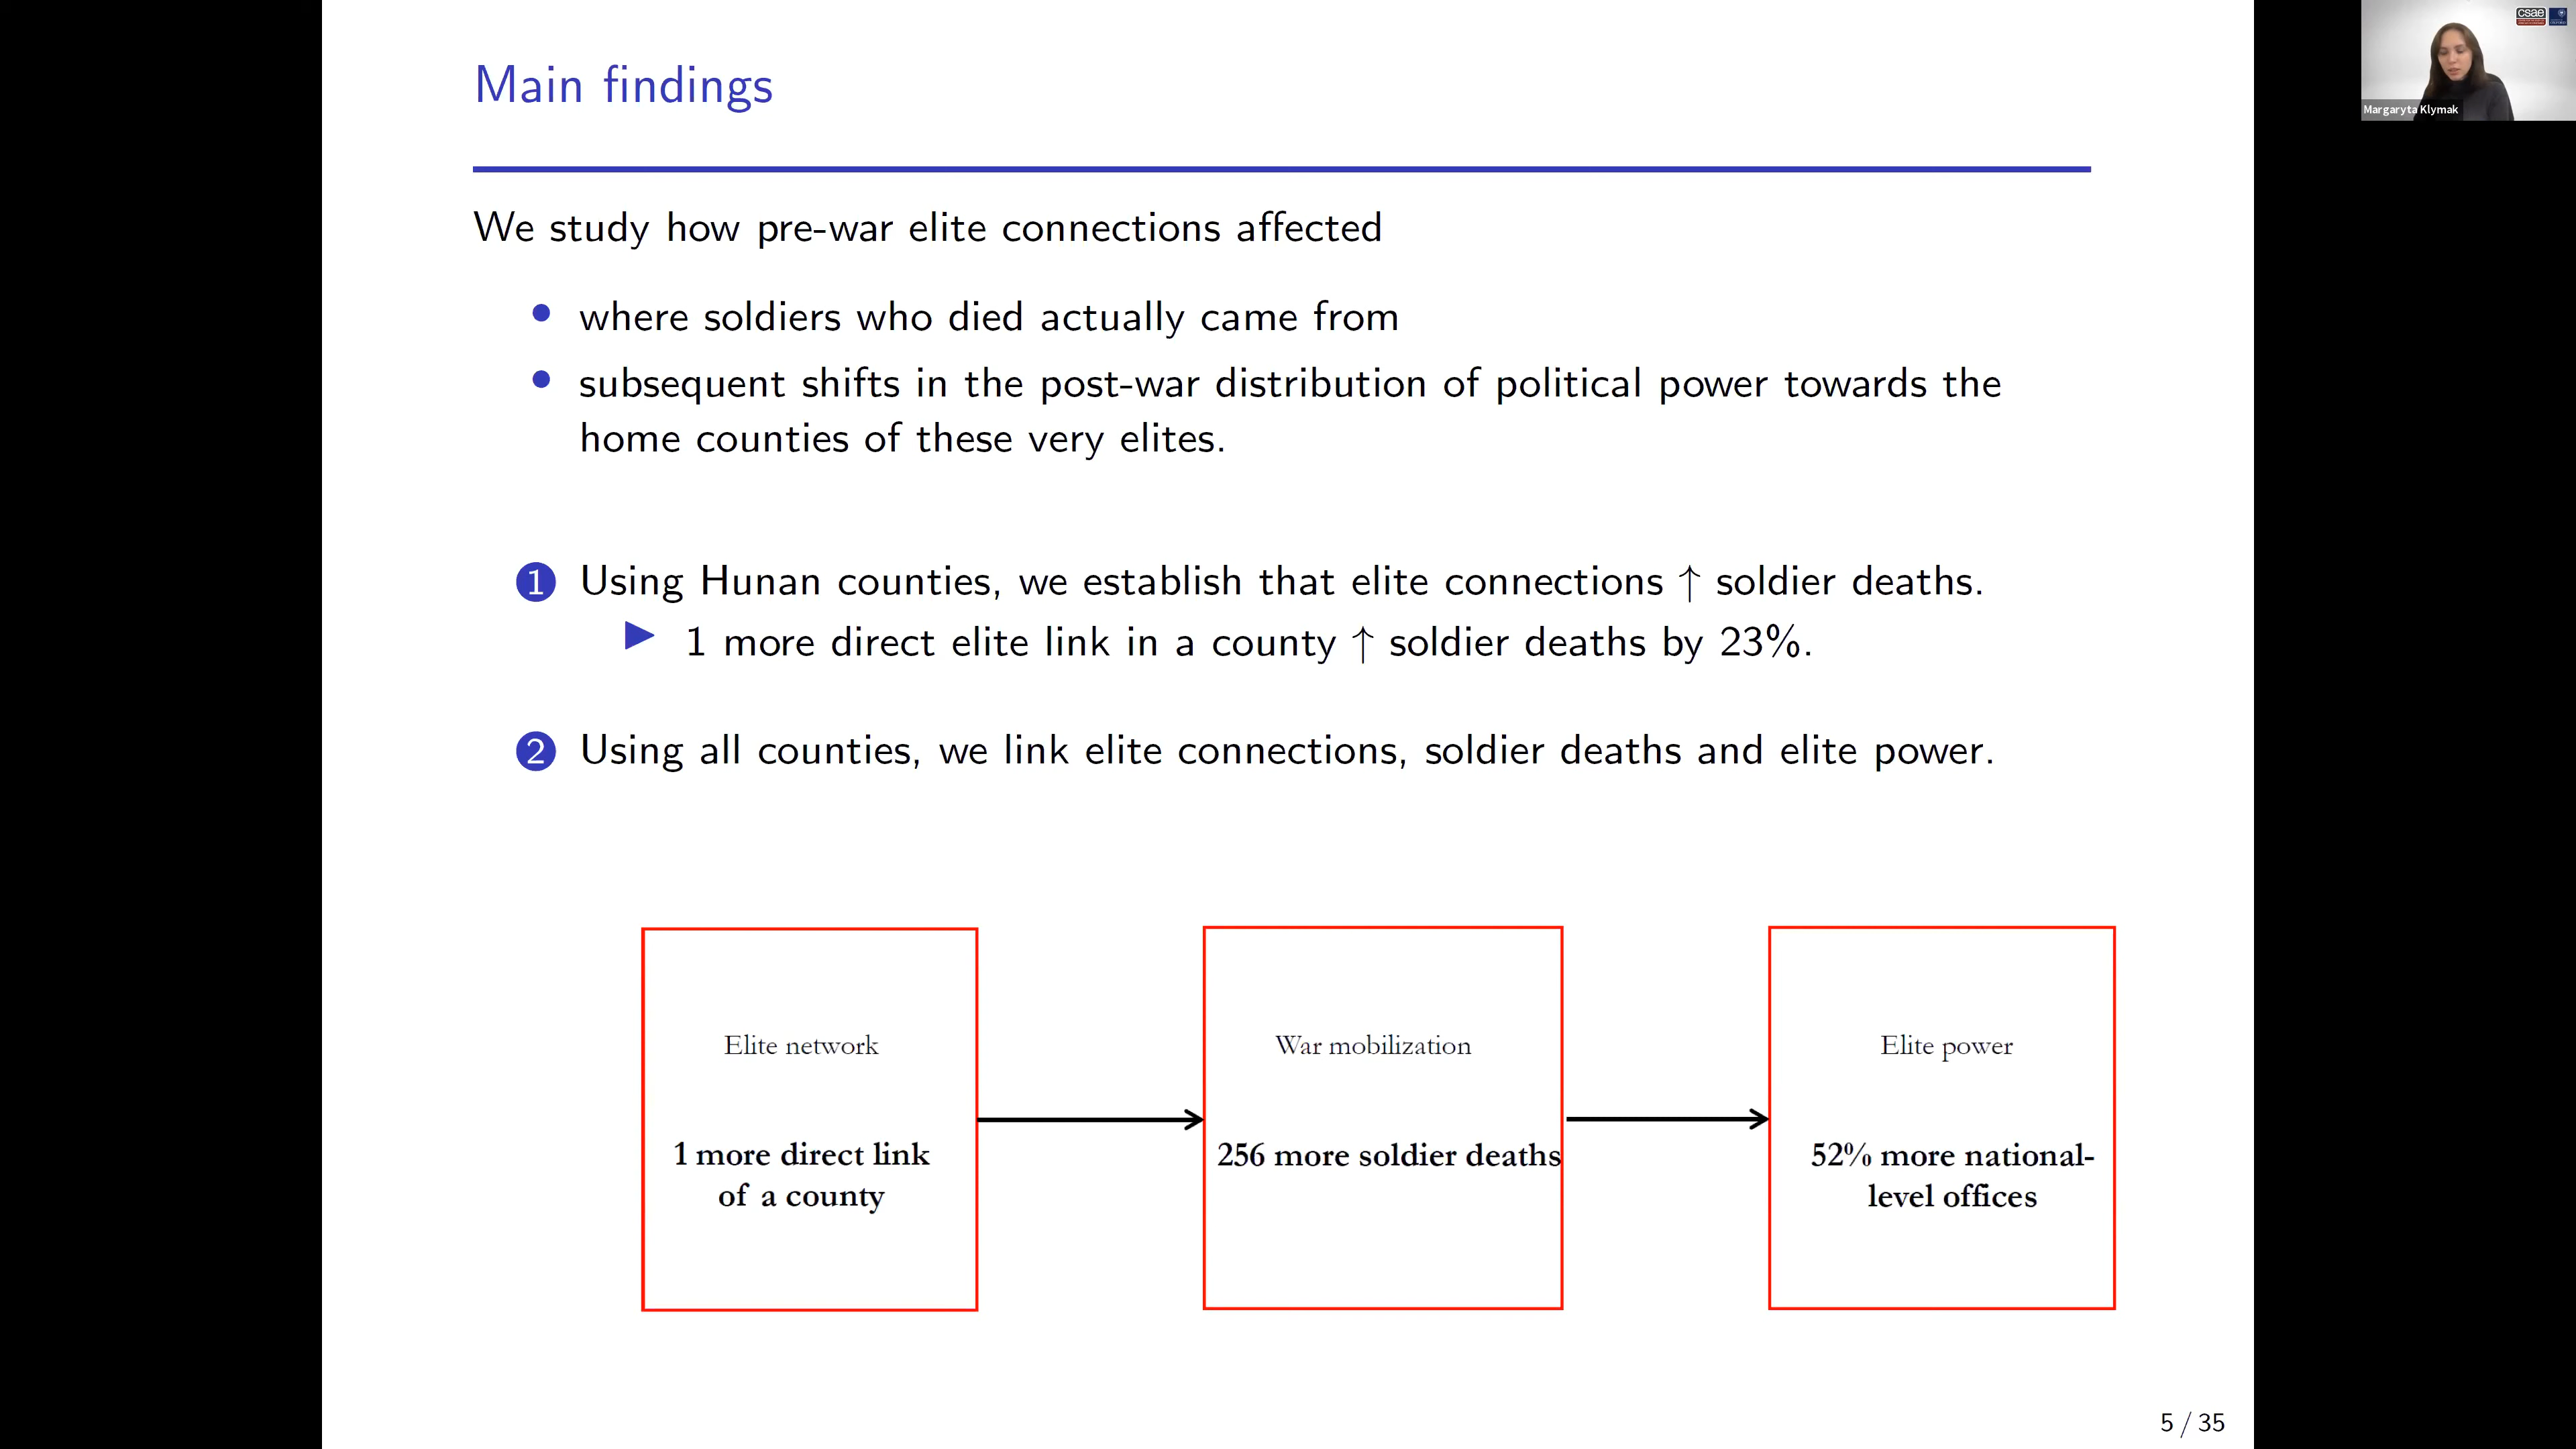 Main findings
csae
Margaryta Klymak
We study how pre-war elite connections affected
• where soldiers who died actually came from
• subsequent shifts in the post-war distribution of political power towards the
home counties of these very elites.
1 Using Hunan counties, we establish that elite connections ↑ soldier deaths.
▶ 1 more direct elite link in a county ↑ soldier deaths by 23%.
2 Using all counties, we link elite connections, soldier deaths and elite power.
Elite network
1 more direct link
of a county
War mobilization
256 more soldier deaths
Elite power
52% more national-
level offices
5 / 35